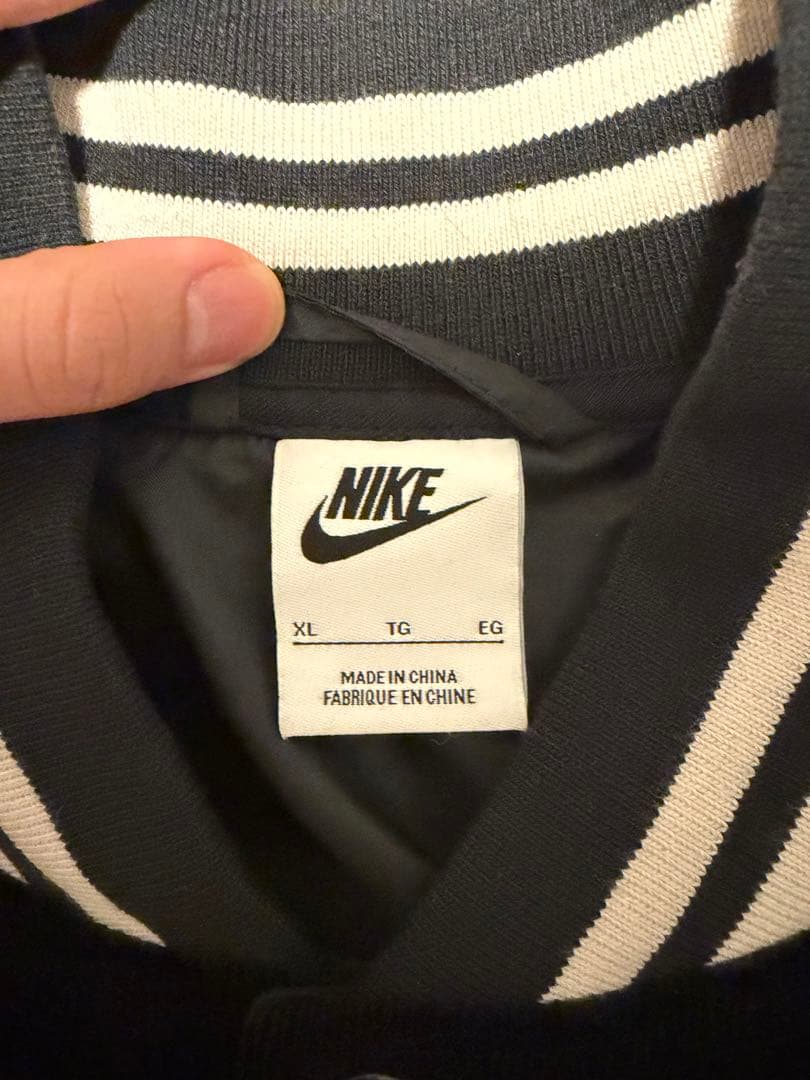 NIKE
XL TG EG
MADE IN CHINA
FABRIQUE EN CHINE